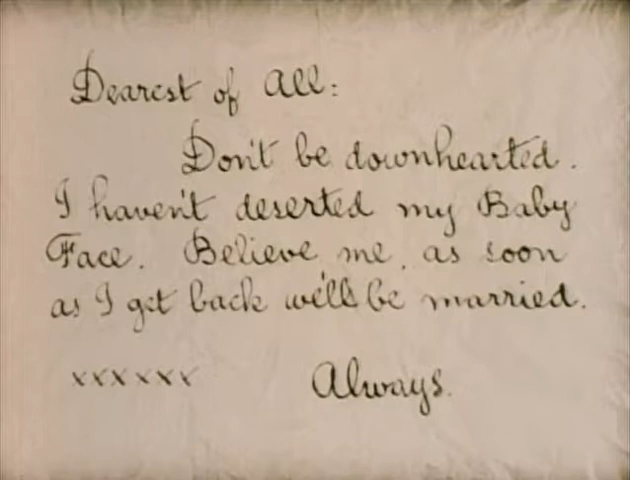 Dearest of All:
Don't be downhearted.
I haven't deserted my Baby
Face. Believe me, as soon
as I get back we'll be married.
xxxxxx Always.